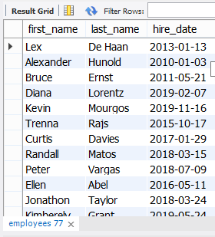 Result Grid Filter Rows:
first_name last_name hire_date
Lex De Haan 2013-01-13
Alexander Hunold 2010-01-03
Bruce Ernst 2011-05-21
Diana Lorentz 2019-02-07
Kevin Mourgos 2019-11-16
Trenna Rajs 2015-10-17
Curtis Davies 2017-01-29
Randall Matos 2018-03-15
Peter Vargas 2018-07-09
Ellen Abel 2016-05-11
Jonathon Taylor 2018-03-24
Kimberely Grant 2019-05-24
employees 77